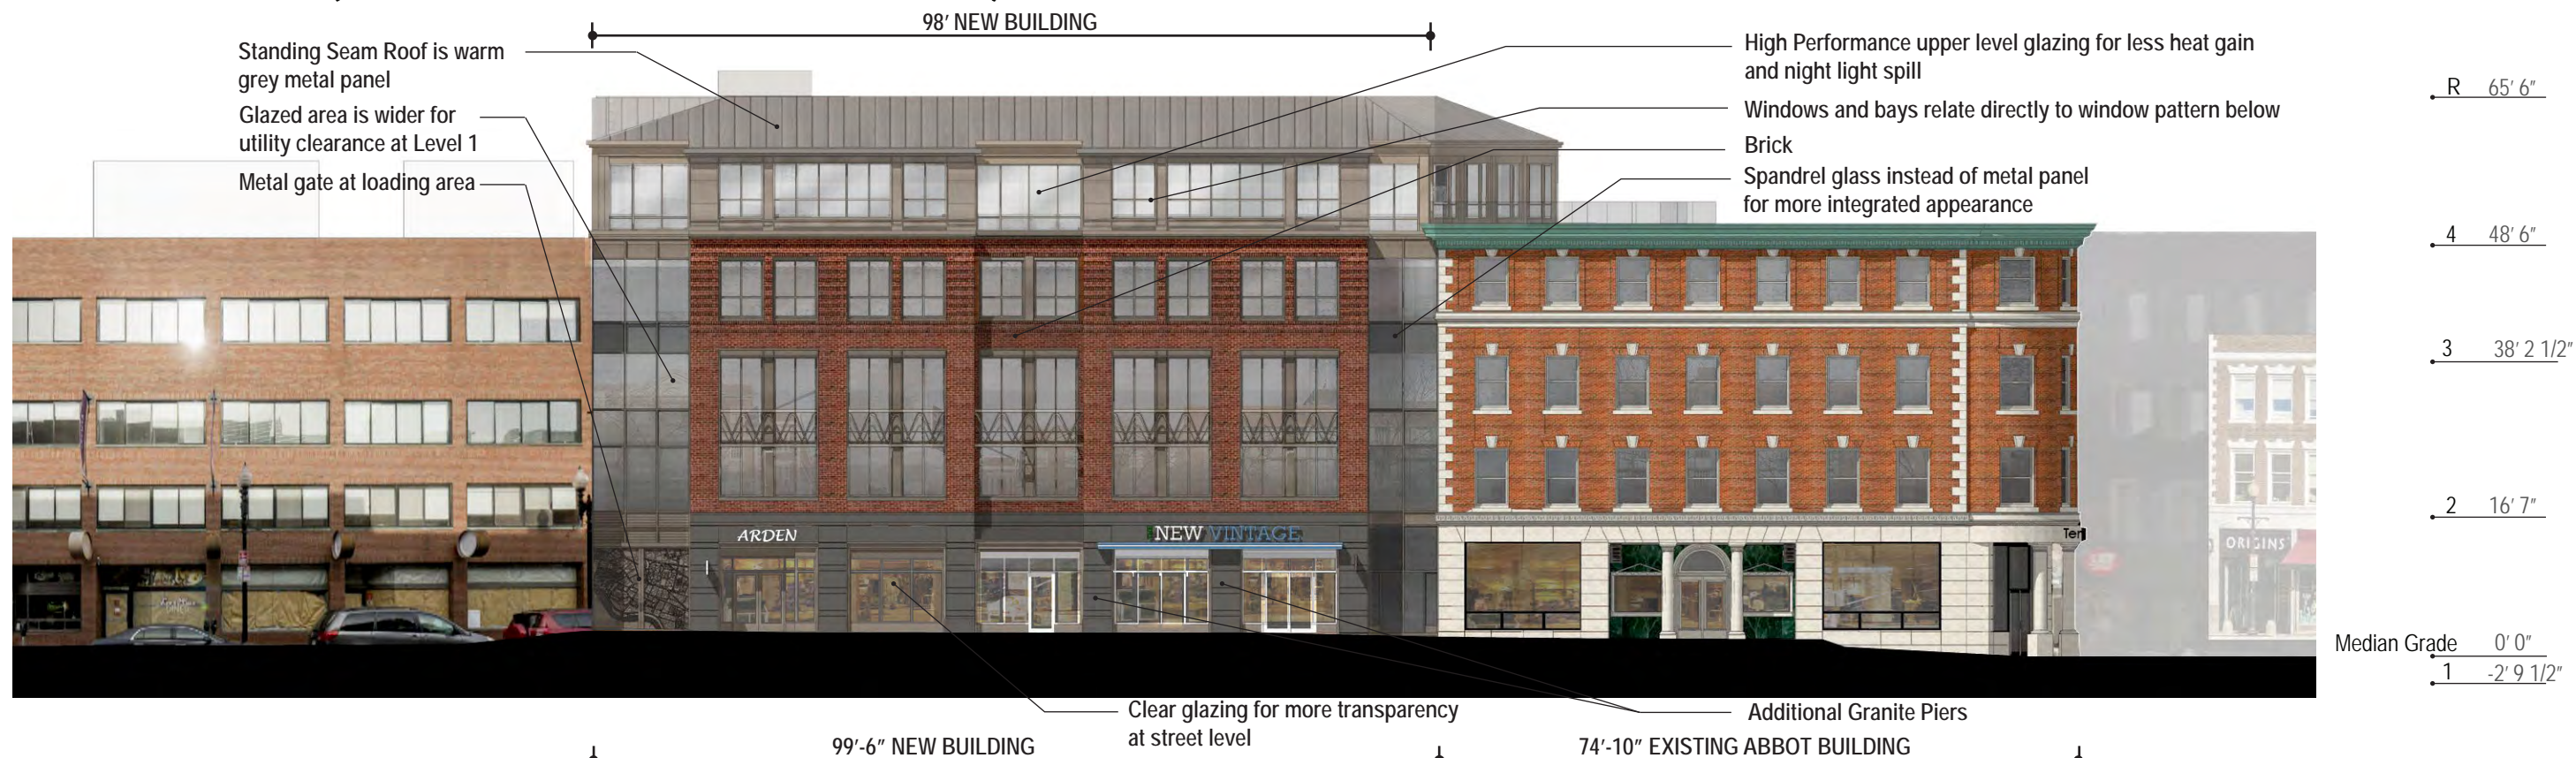 98' NEW BUILDING
Standing Seam Roof is warm
grey metal panel
Glazed area is wider for
utility clearance at Level 1
Metal gate at loading area
High Performance upper level glazing for less heat gain
and night light spill
Windows and bays relate directly to window pattern below
Brick
Spandrel glass instead of metal panel
for more integrated appearance
R 65' 6"
4 48' 6"
3 38' 2 1/2"
2 16' 7"
Median Grade 0' 0"
1 -2' 9 1/2"
ARDEN
NEW VINTAGE
ORIGINS
Clear glazing for more transparency
at street level
Additional Granite Piers
99'-6" NEW BUILDING
74'-10" EXISTING ABBOT BUILDING